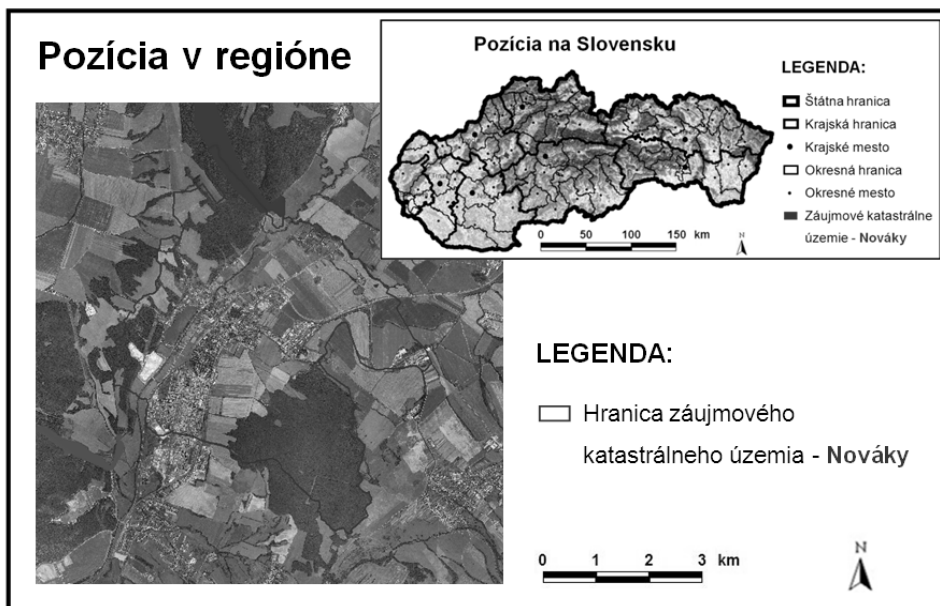 Pozícia v regióne
Pozícia na Slovensku
LEGENDA:
Štátna hranica
Krajská hranica
Krajské mesto
Okresná hranica
Okresné mesto
Záujmové katastrálne
územie - Nováky
0 50 100 150 km
N
LEGENDA:
Hranica záujmového
katastrálneho územia - Nováky
0 1 2 3 km
N